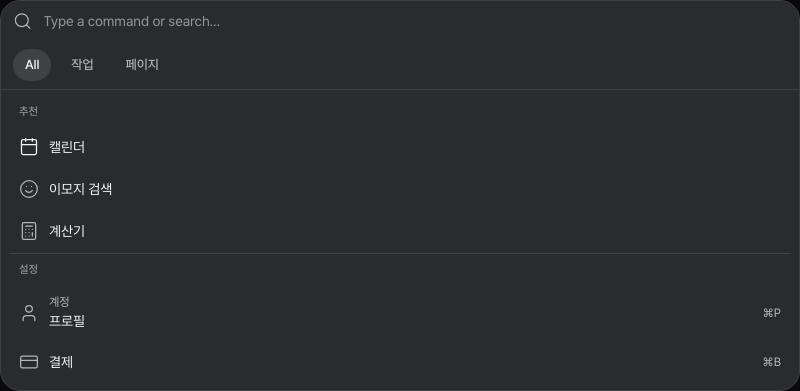 Type a command or search...
All 작업 페이지
추천
캘린더
이모지 검색
계산기
설정
계정
프로필 ⌘P
결제 ⌘B